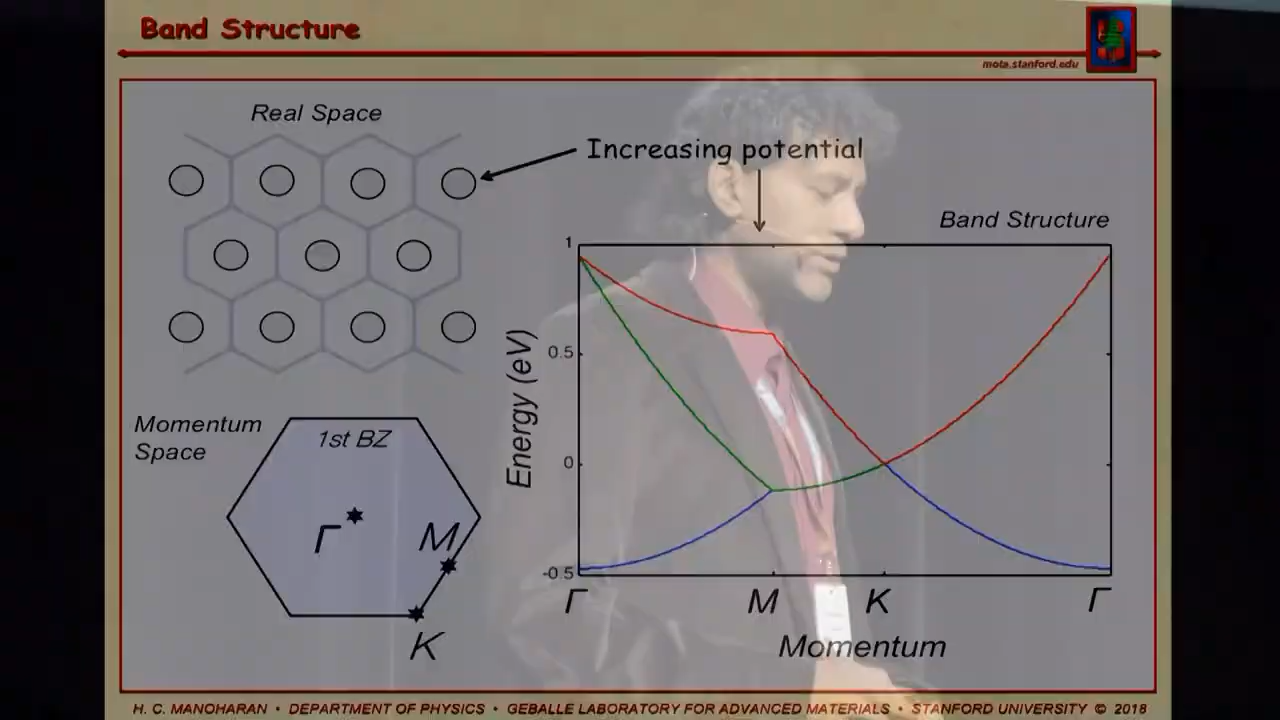 Band Structure
mota.stanford.edu
Real Space
Increasing potential
Band Structure
1
0.5
0
-0.5
Energy (eV)
Γ M K Γ
Momentum
Momentum
Space
1st BZ
Γ
M
K
H. C. MANOHARAN • DEPARTMENT OF PHYSICS • GEBALLE LABORATORY FOR ADVANCED MATERIALS • STANFORD UNIVERSITY © 2018